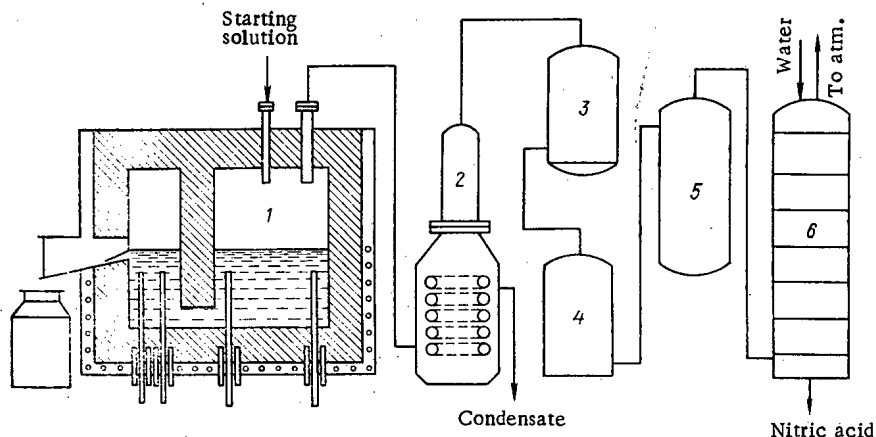 Starting
solution
Water
To atm.
1
2
3
4
5
6
Condensate
Nitric acid